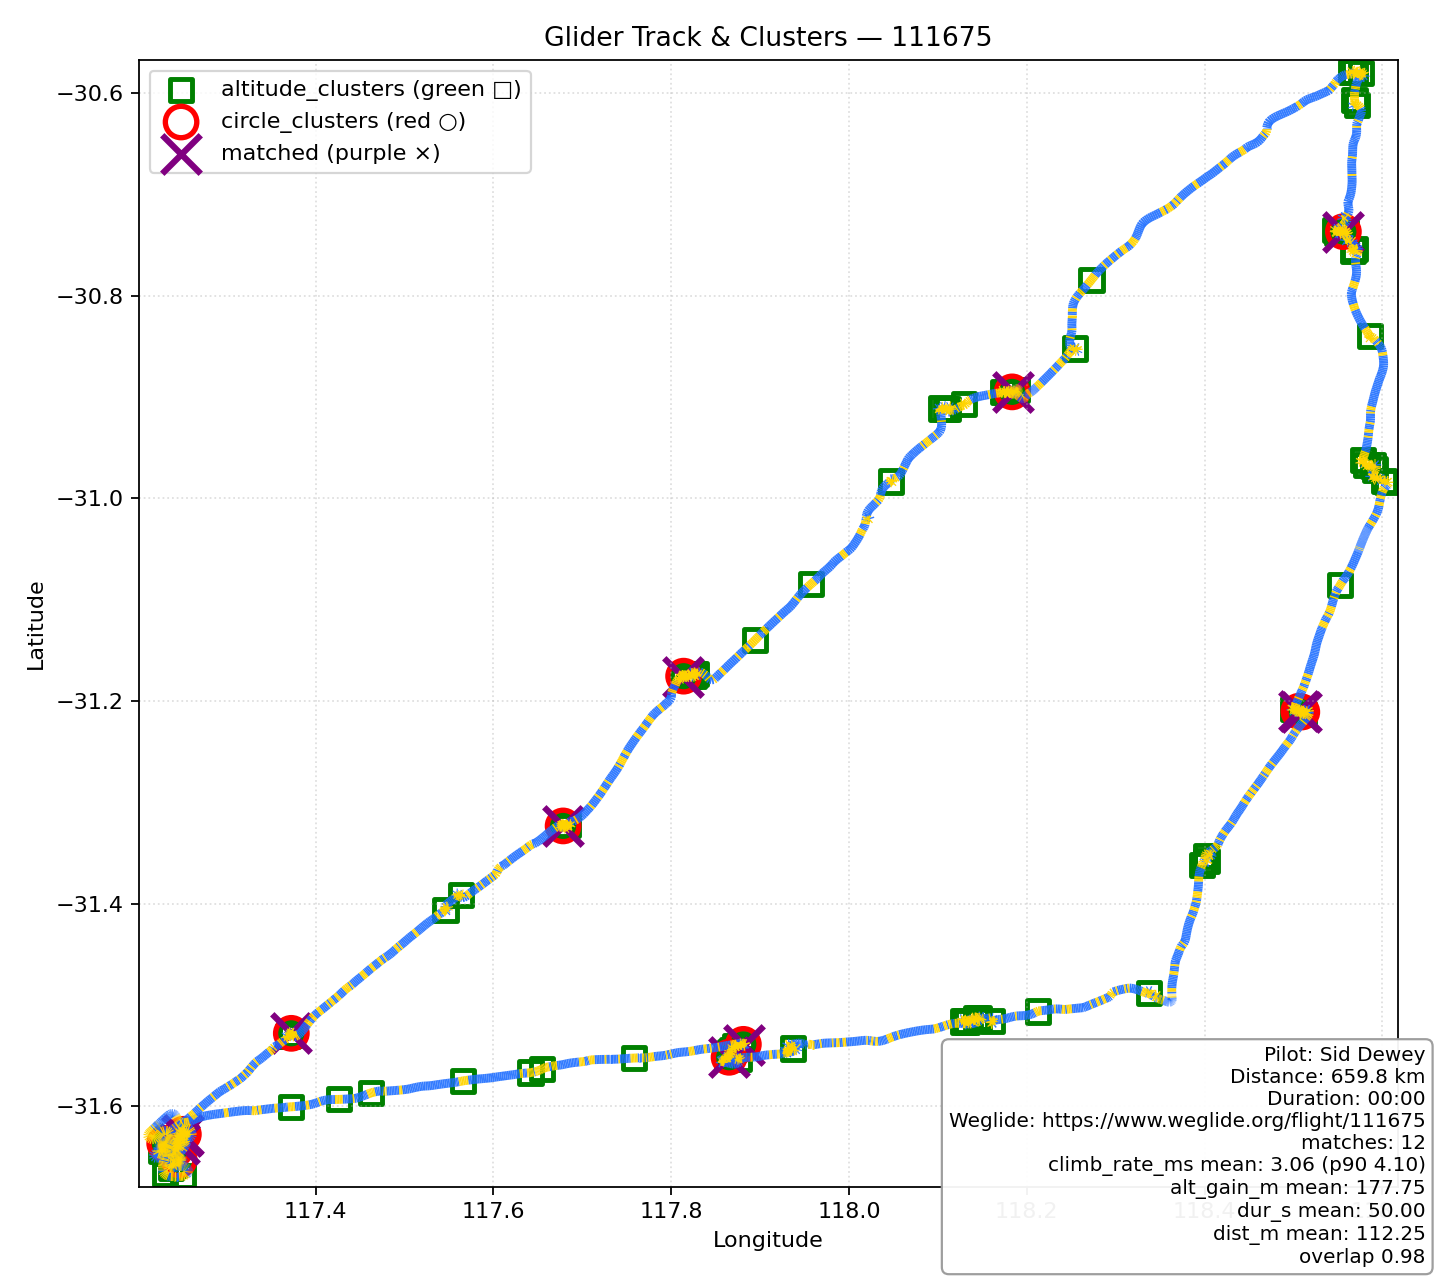 Glider Track & Clusters — 111675
altitude_clusters (green □)
circle_clusters (red ○)
matched (purple ×)
Latitude
−30.6
−30.8
−31.0
−31.2
−31.4
−31.6
117.4
117.6
117.8
118.0
118.2
118.4
Longitude
Pilot: Sid Dewey
Distance: 659.8 km
Duration: 00:00
Weglide: https://www.weglide.org/flight/111675
matches: 12
climb_rate_ms mean: 3.06 (p90 4.10)
alt_gain_m mean: 177.75
dur_s mean: 50.00
dist_m mean: 112.25
overlap 0.98